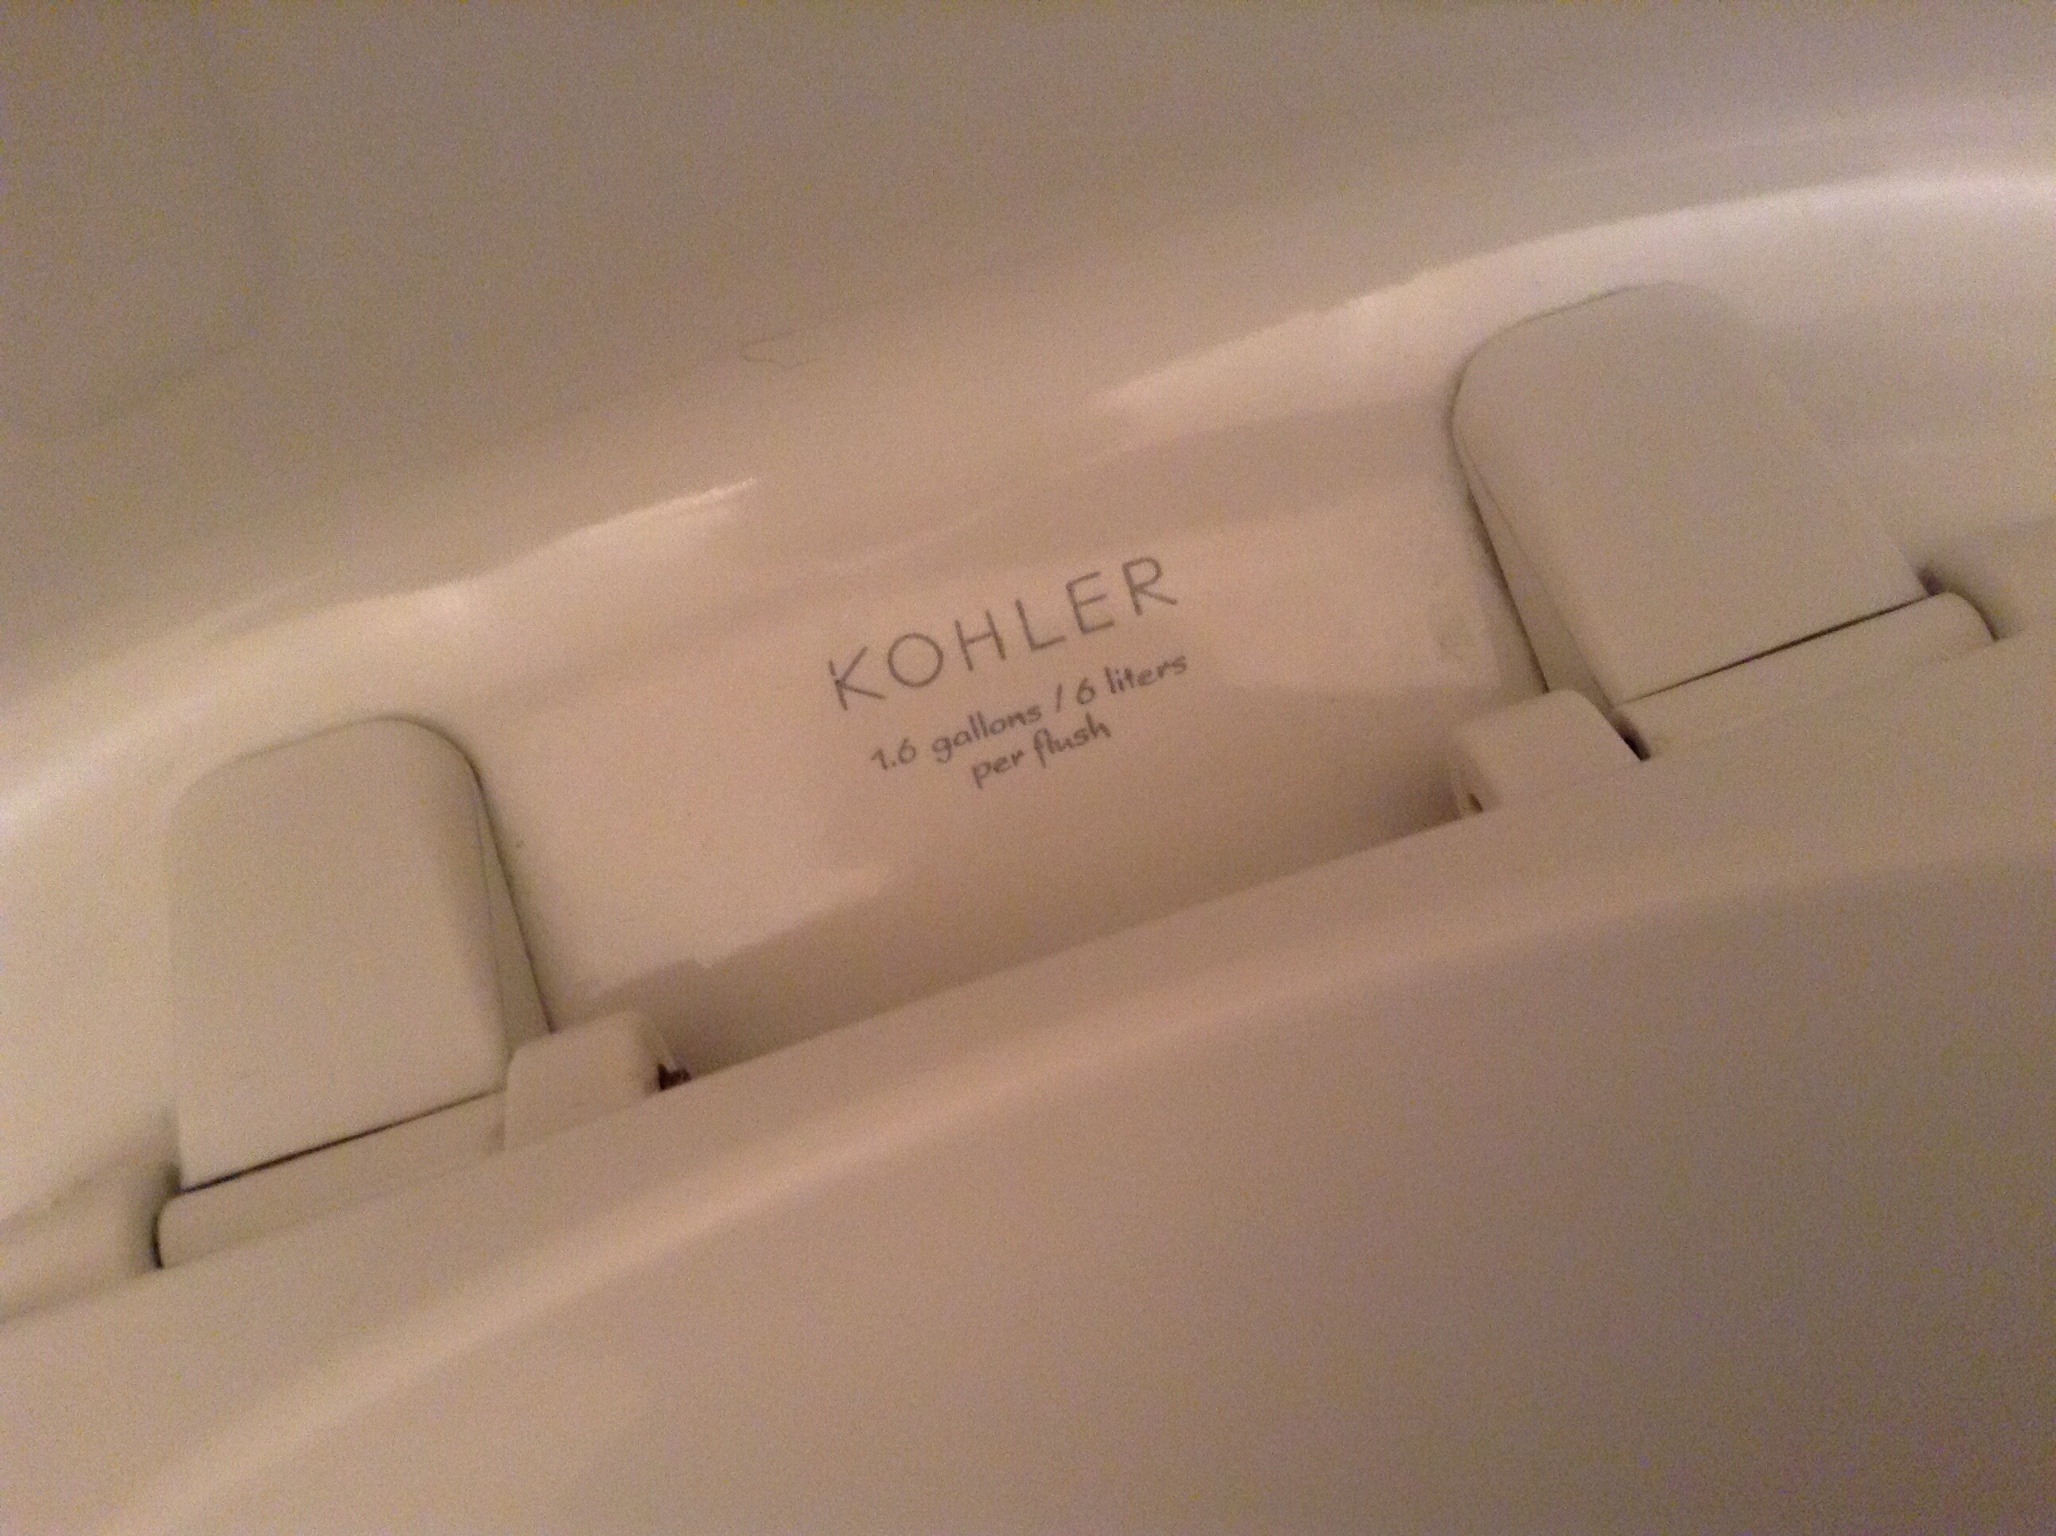 KOHLER
1.6 gallons / 6 liters
per flush